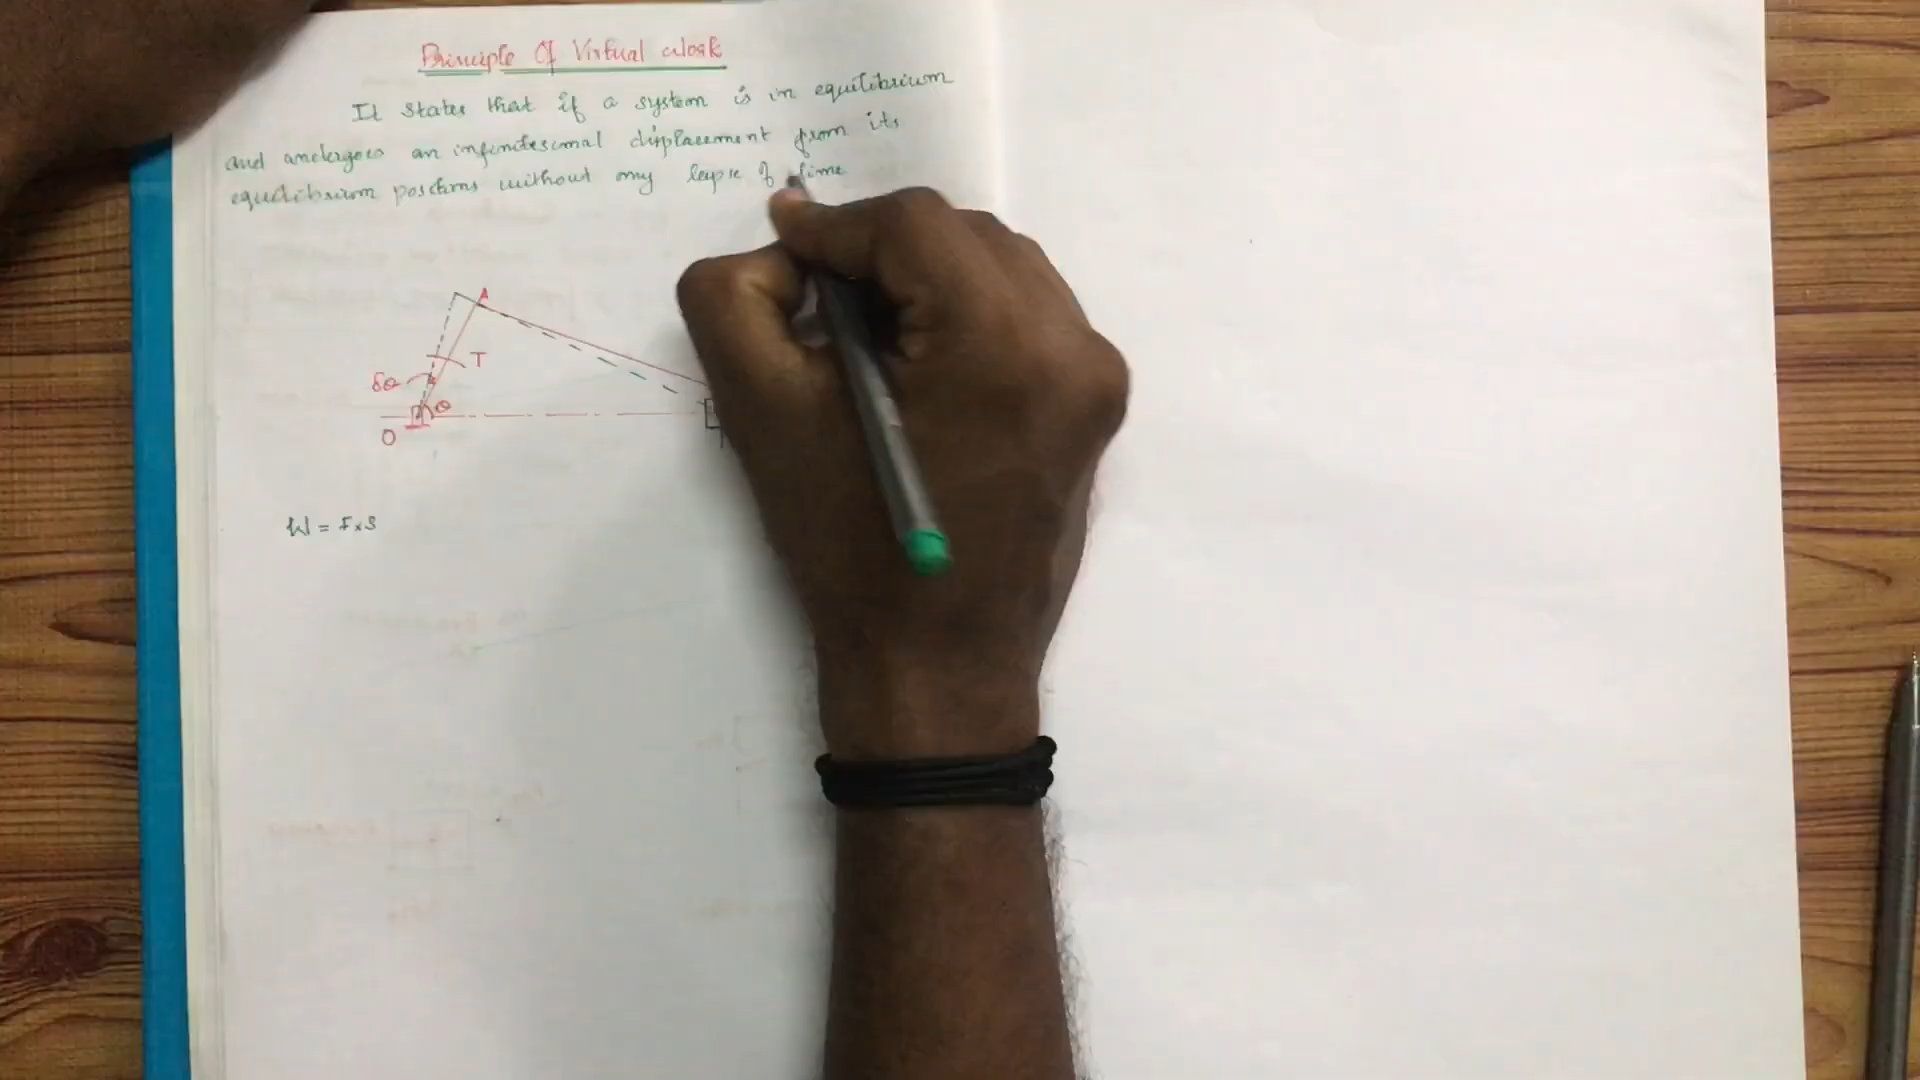 Principle Of Virtual Work
It states that if a system is in equilibrium
and undergoes an infinitesimal displacement from its
equilibrium positions without any lapse of time
A
T
δθ
θ
O
W = F×S